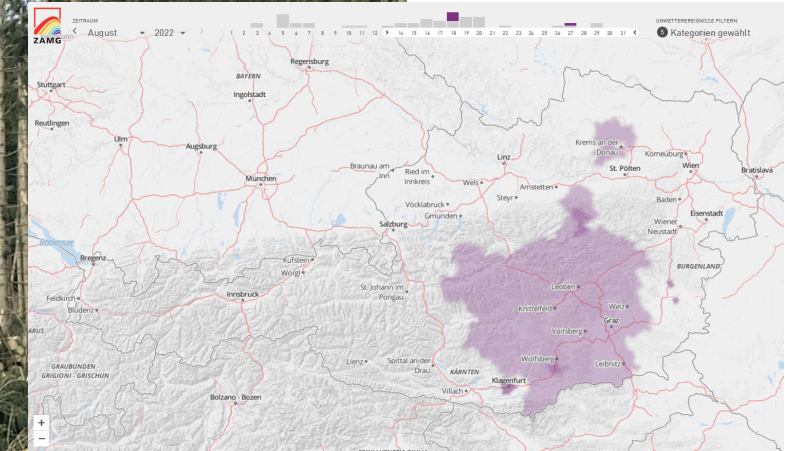 ZAMG
ZEITRAUM
August
2022
1 2 3 4 5 6 7 8 9 10 11 12 14 15 16 17 18 19 20 21 22 23 24 25 26 27 28 29 30 31
UNWETTEREREIGNISSE FILTERN
5 Kategorien gewählt
Regensburg
BAYERN
Stuttgart
Ingolstadt
Reutlingen
Ulm
Augsburg
Krems an der
Donau
Korneuburg
Linz
Braunau am
Inn
Ried im
Innkreis
St. Pölten
Wien
Bratislava
München
Wels
Amstetten
Steyr
Baden
Vöcklabruck
Gmunden
Eisenstadt
Salzburg
Wiener
Neustadt
Bodensee
Bregenz
Kufstein
BURGENLAND
Wörgl
St. Johann im
Pongau
Leoben
Feldkirch
Innsbruck
Bludenz
Knittelfeld
Weiz
Graz
ARUS
Voitsberg
Lienz
Spittal an der
Drau
Wolfsberg
Leibnitz
GRAUBÜNDEN -
GRIGIONI - GRISCHUN
KÄRNTEN
Klagenfurt
Villach
Bolzano - Bozen
+
−